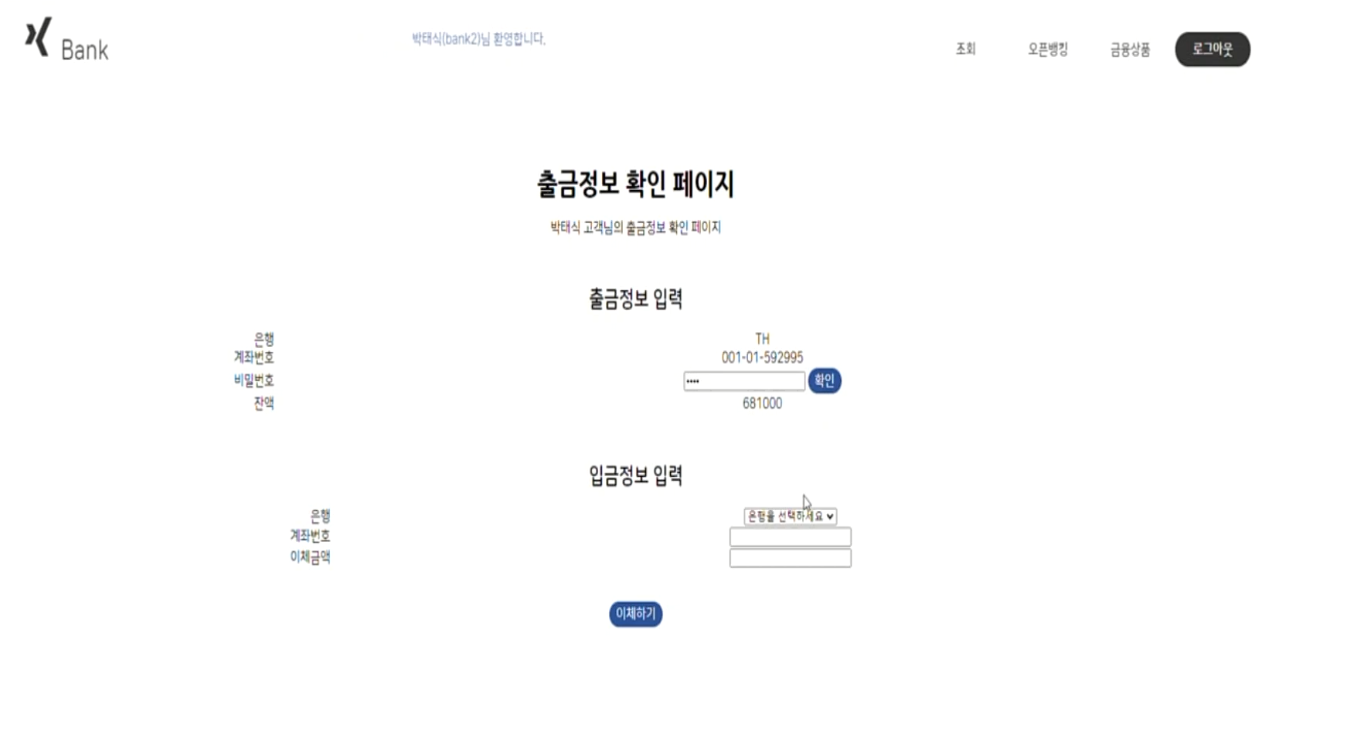 Bank
박태식(bank2)님 환영합니다.
조회 오픈뱅킹 금융상품 로그아웃
출금정보 확인 페이지
박태식 고객님의 출금정보 확인 페이지
출금정보 입력
은행 TH
계좌번호 001-01-592995
비밀번호 •••• 확인
잔액 681000
입금정보 입력
은행 은행을 선택하세요
계좌번호
이체금액
이체하기